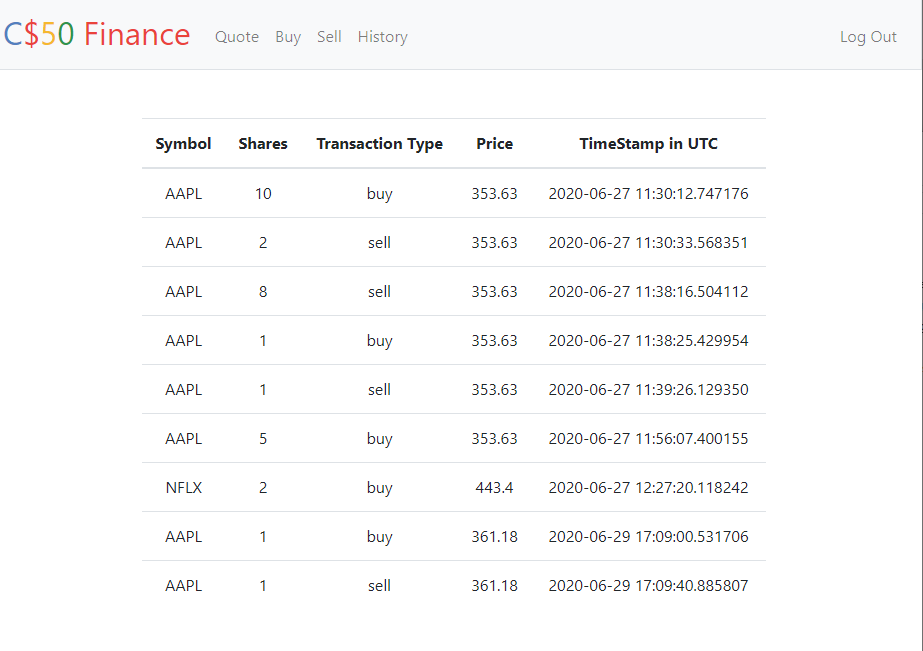 C$50 Finance Quote Buy Sell History Log Out
Symbol Shares Transaction Type Price TimeStamp in UTC
AAPL 10 buy 353.63 2020-06-27 11:30:12.747176
AAPL 2 sell 353.63 2020-06-27 11:30:33.568351
AAPL 8 sell 353.63 2020-06-27 11:38:16.504112
AAPL 1 buy 353.63 2020-06-27 11:38:25.429954
AAPL 1 sell 353.63 2020-06-27 11:39:26.129350
AAPL 5 buy 353.63 2020-06-27 11:56:07.400155
NFLX 2 buy 443.4 2020-06-27 12:27:20.118242
AAPL 1 buy 361.18 2020-06-29 17:09:00.531706
AAPL 1 sell 361.18 2020-06-29 17:09:40.885807